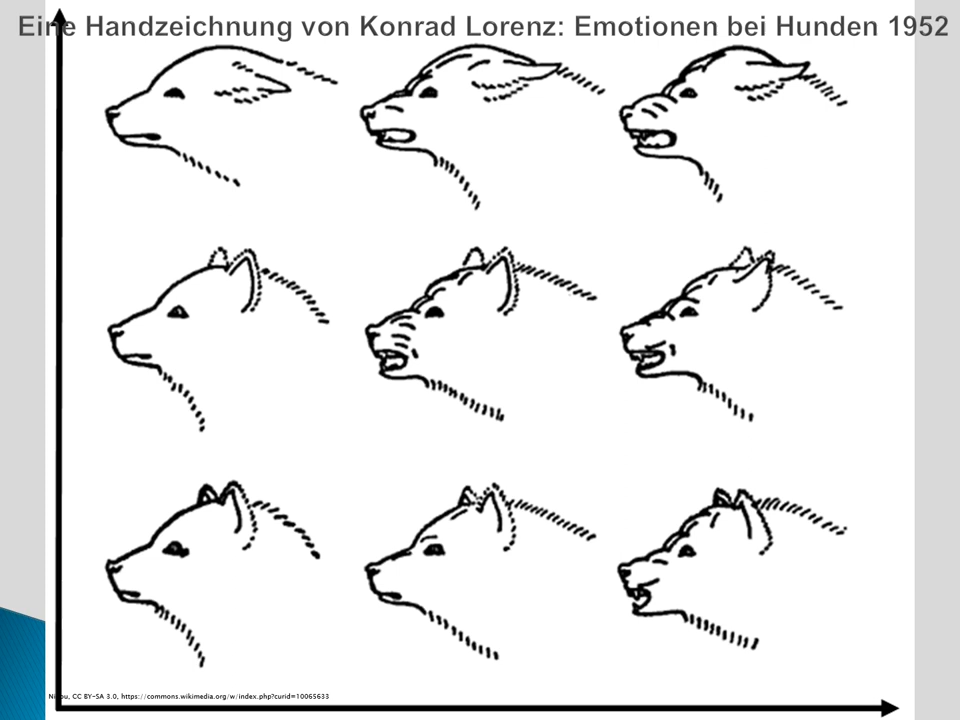 Eine Handzeichnung von Konrad Lorenz: Emotionen bei Hunden 1952
CC BY-SA 3.0, https://commons.wikimedia.org/w/index.php?curid=10065633